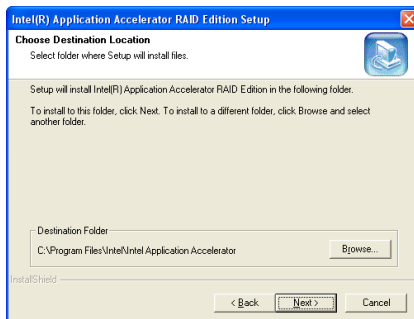 Intel(R) Application Accelerator RAID Edition Setup
Choose Destination Location
Select folder where Setup will install files.
Setup will install Intel(R) Application Accelerator RAID Edition in the following folder.
To install to this folder, click Next. To install to a different folder, click Browse and select
another folder.
Destination Folder
C:\Program Files\Intel\Intel Application Accelerator
Browse...
InstallShield
< Back
Next >
Cancel